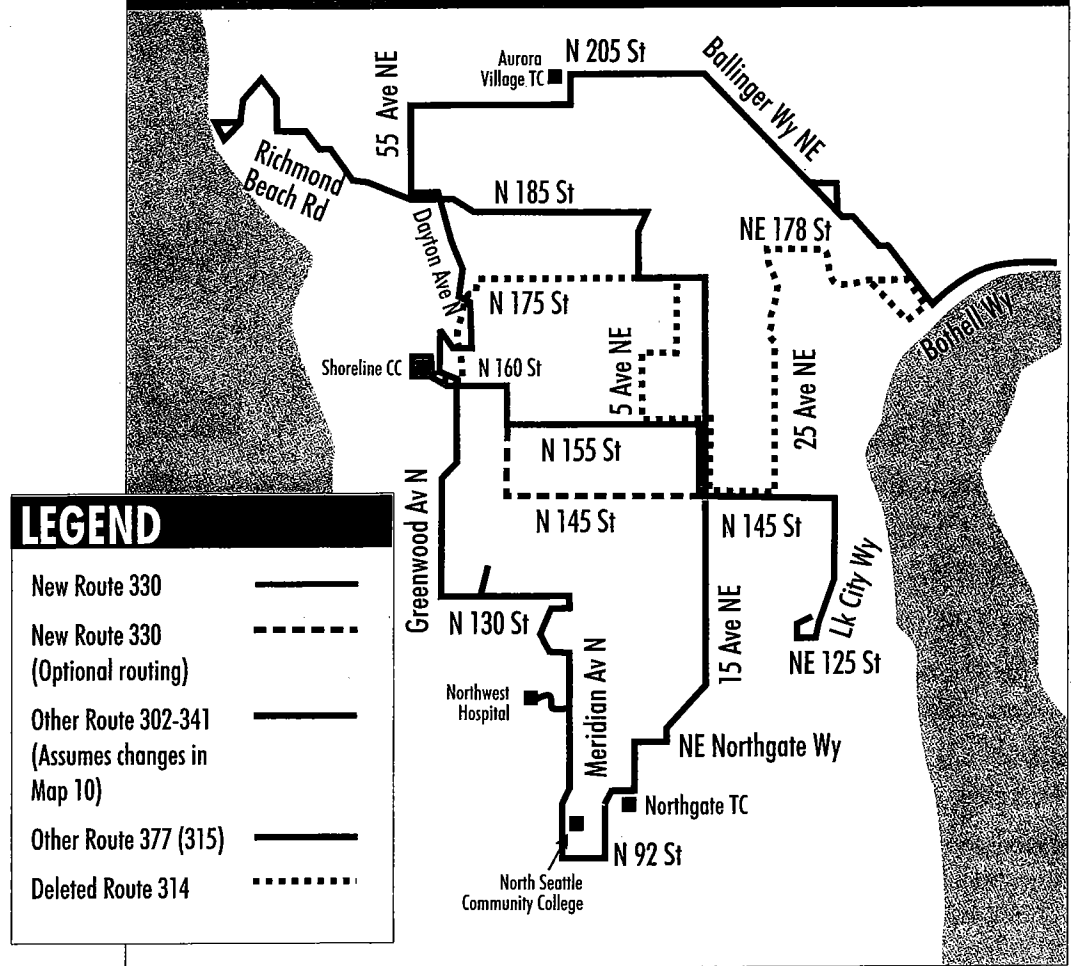 Aurora
Village TC
N 205 St
Ballinger Wy NE
55 Ave NE
Richmond
Beach Rd
N 185 St
Dayton Ave N
NE 178 St
N 175 St
Bothell Wy
Shoreline CC
N 160 St
5 Ave NE
25 Ave NE
N 155 St
N 145 St
N 145 St
Greenwood Av N
Lk City Wy
N 130 St
15 Ave NE
NE 125 St
Northwest
Hospital
Meridian Av N
NE Northgate Wy
Northgate TC
N 92 St
North Seattle
Community College
LEGEND
New Route 330
New Route 330
(Optional routing)
Other Route 302-341
(Assumes changes in
Map 10)
Other Route 377 (315)
Deleted Route 314